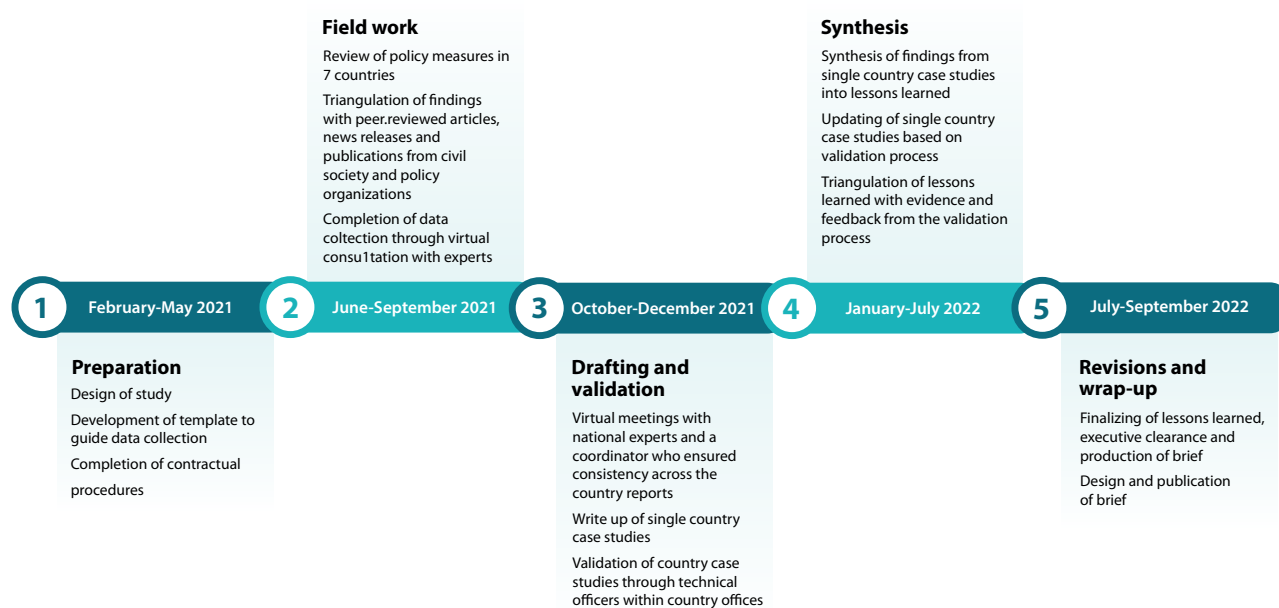 Field work
Review of policy measures in
7 countries
Triangulation of findings
with peer.reviewed articles,
news releases and
publications from civil
society and policy
organizations
Completion of data
coltection through virtual
consu1tation with experts
Synthesis
Synthesis of findings from
single country case studies
into lessons learned
Updating of single country
case studies based on
validation process
Triangulation of lessons
learned with evidence and
feedback from the validation
process
1
February-May 2021
2
June-September 2021
3
October-December 2021
4
January-July 2022
5
July-September 2022
Preparation
Design of study
Development of template to
guide data collection
Completion of contractual
procedures
Drafting and
validation
Virtual meetings with
national experts and a
coordinator who ensured
consistency across the
country reports
Write up of single country
case studies
Validation of country case
studies through technical
officers within country offices
Revisions and
wrap-up
Finalizing of lessons learned,
executive clearance and
production of brief
Design and publication
of brief